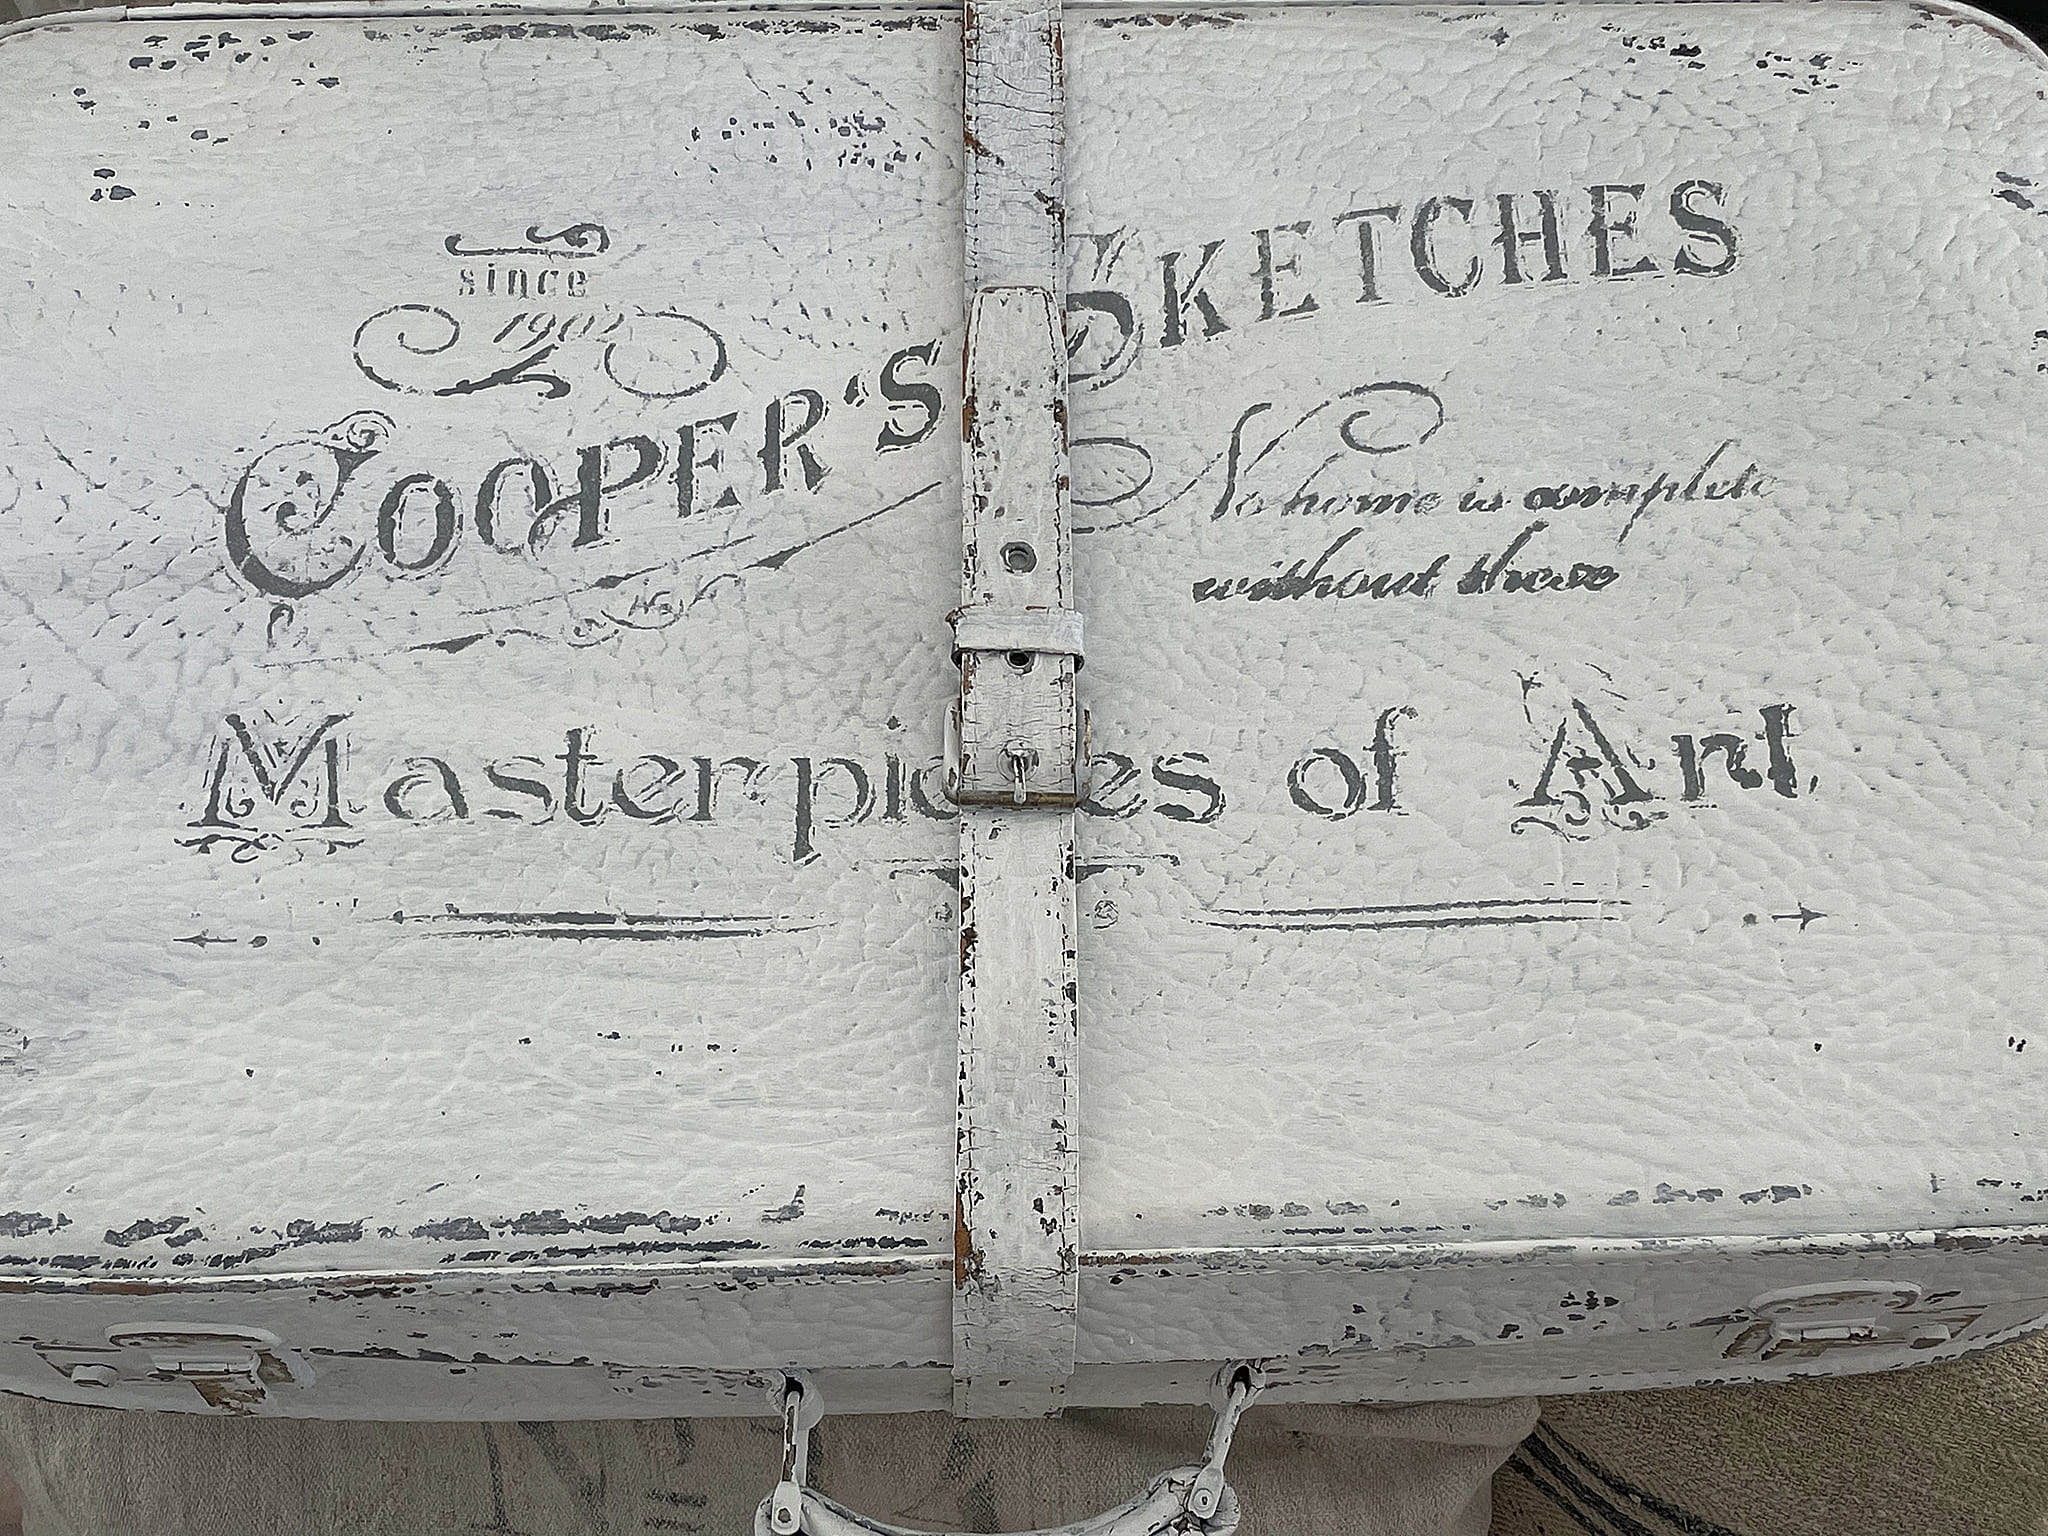 since
COOPER'S SKETCHES
No home is complete
without these
Masterpieces of Art.